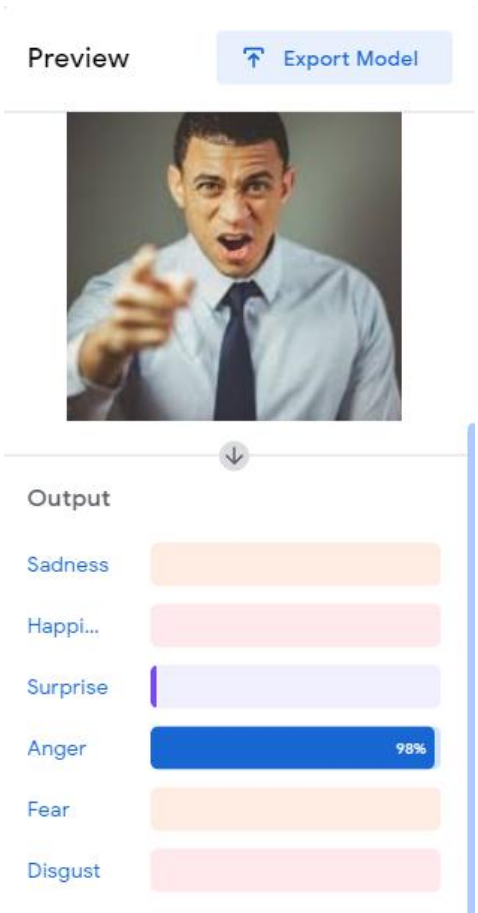 Preview
Export Model
Output
Sadness
Happi...
Surprise
Anger
98%
Fear
Disgust